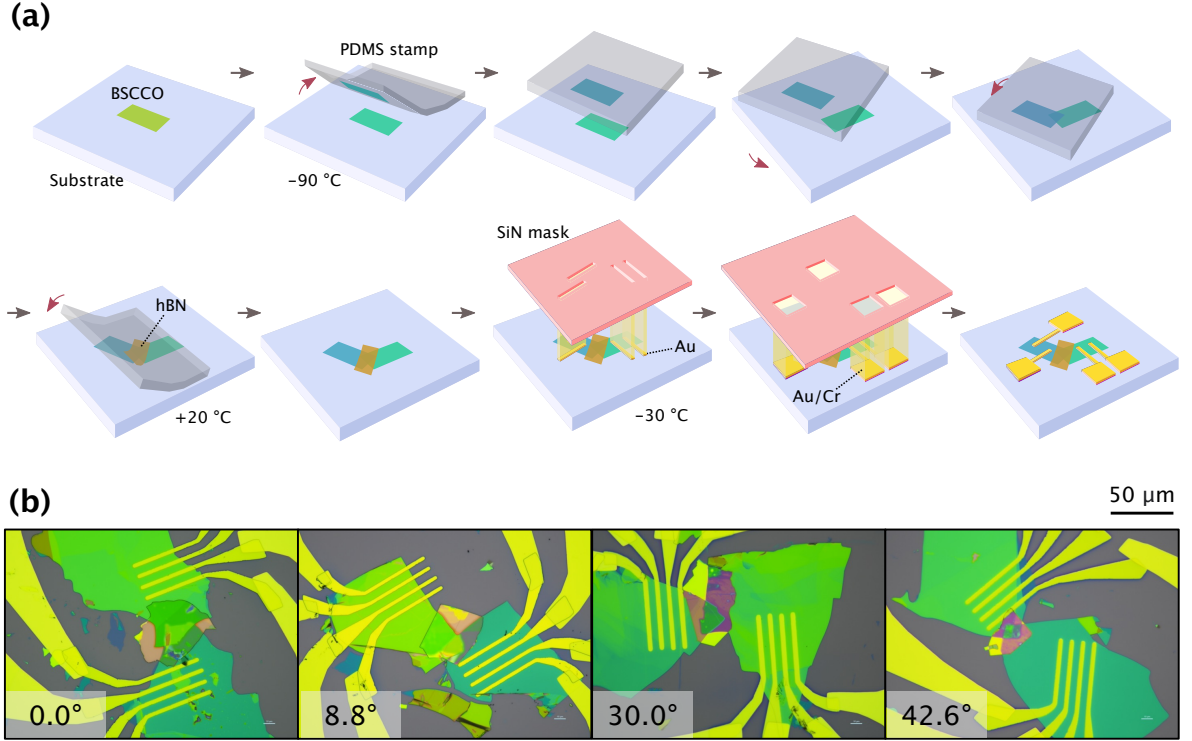 (a)
PDMS stamp
BSCCO
Substrate
−90 °C
SiN mask
hBN
Au
Au/Cr
+20 °C
−30 °C
(b)
50 µm
0.0°
8.8°
30.0°
42.6°